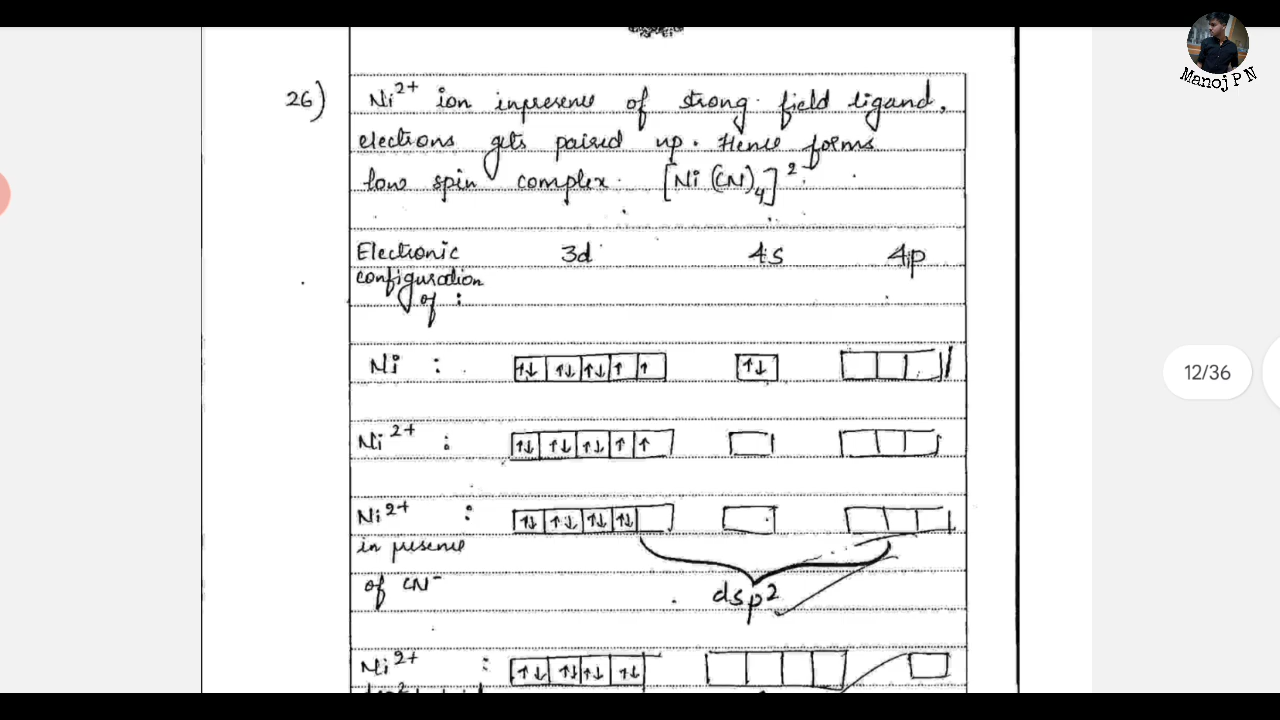 Manoj P N
26) Ni2+ ion inpresence of strong field ligand,
electrons gets paired up. Hence forms
low spin complex. [Ni(CN)4]2-
Electronic 3d 4s 4p
configuration
of :
Ni : ↑↓ ↑↓ ↑↓ ↑ ↑ ↑↓
12/36
Ni2+ : ↑↓ ↑↓ ↑↓ ↑ ↑
Ni2+ : ↑↓ ↑↓ ↑↓ ↑↓
in presence
of CN-
dsp2
Ni2+ : ↑↓ ↑↓ ↑↓ ↑↓